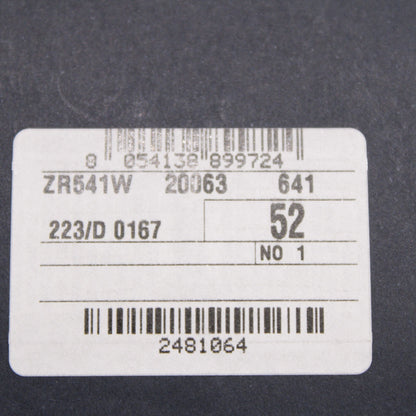 8 054138 899724
ZR541W 20063 641
223/D 0167 52
NO 1
2481064